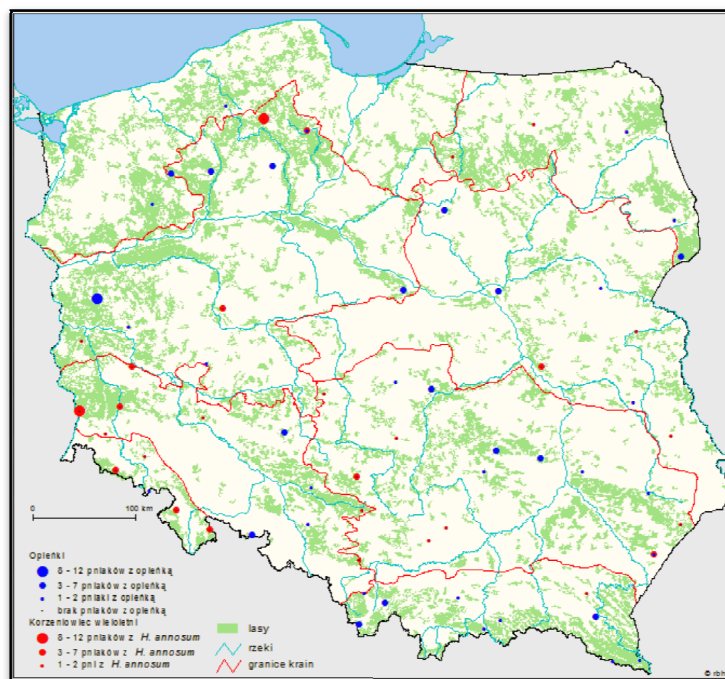 0 100 km
Opieńki
8 - 12 pniaków z opieńką
3 - 7 pniaków z opieńką
1 - 2 pniaki z opieńką
brak pniaków z opieńką
Korzeniowiec wieloletni
8 - 12 pniaków z H. annosum
3 - 7 pniaków z H. annosum
1 - 2 pni z H. annosum
lasy
rzeki
granice krain